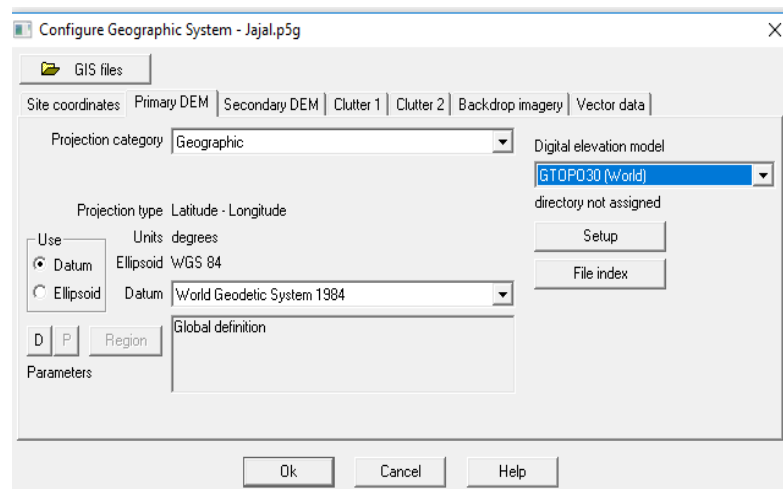 Configure Geographic System - Jajal.p5g
GIS files
Site coordinates Primary DEM Secondary DEM Clutter 1 Clutter 2 Backdrop imagery Vector data
Projection category Geographic
Digital elevation model
GTOPO30 (World)
directory not assigned
Projection type Latitude - Longitude
Use
Units degrees
Setup
Datum
Ellipsoid WGS 84
File index
Ellipsoid
Datum World Geodetic System 1984
Global definition
D P Region
Parameters
Ok Cancel Help